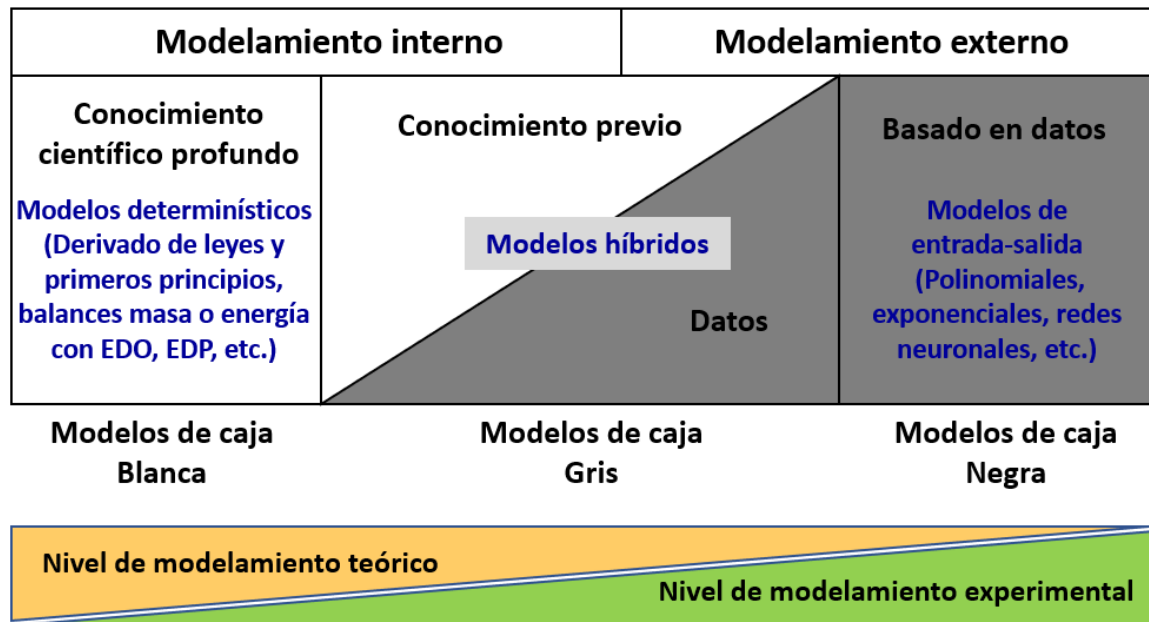 Modelamiento interno
Modelamiento externo
Conocimiento
científico profundo
Modelos determinísticos
(Derivado de leyes y
primeros principios,
balances masa o energía
con EDO, EDP, etc.)
Conocimiento previo
Modelos híbridos
Datos
Basado en datos
Modelos de
entrada-salida
(Polinomiales,
exponenciales, redes
neuronales, etc.)
Modelos de caja
Blanca
Modelos de caja
Gris
Modelos de caja
Negra
Nivel de modelamiento teórico
Nivel de modelamiento experimental